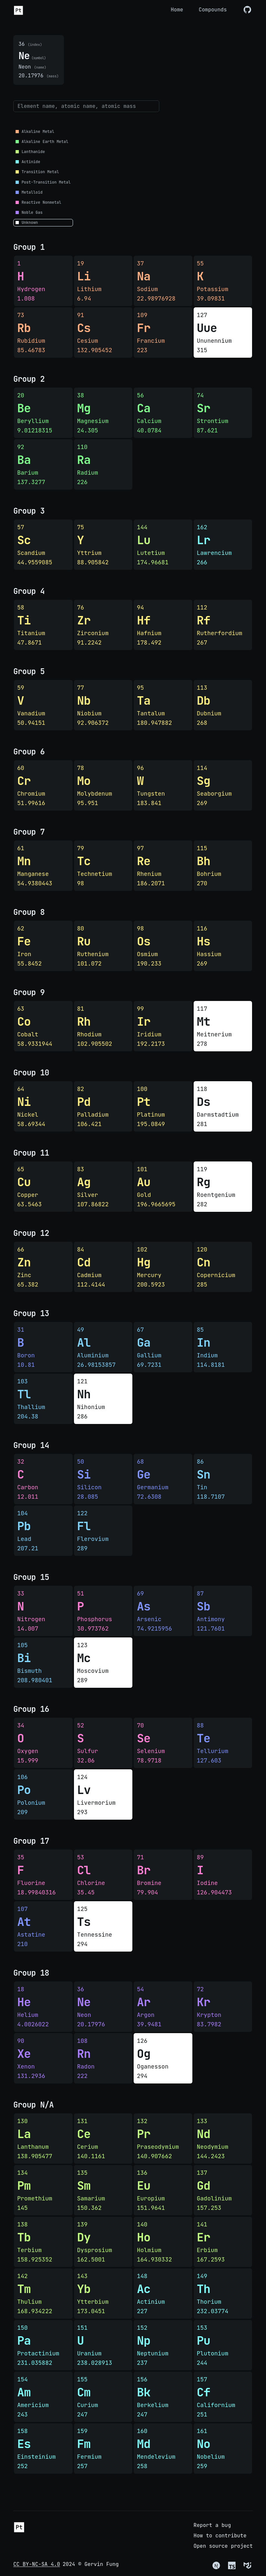 Pt
Home
Compounds
36 (index)
Ne (symbol)
Neon (name)
20.17976 (mass)
Element name, atomic name, atomic mass
Alkaline Metal
Alkaline Earth Metal
Lanthanide
Actinide
Transition Metal
Post-Transition Metal
Metalloid
Reactive Nonmetal
Noble Gas
Unknown
Group 1
1
H
Hydrogen
1.008
19
Li
Lithium
6.94
37
Na
Sodium
22.98976928
55
K
Potassium
39.09831
73
Rb
Rubidium
85.46783
91
Cs
Cesium
132.905452
109
Fr
Francium
223
127
Uue
Ununennium
315
Group 2
20
Be
Beryllium
9.01218315
38
Mg
Magnesium
24.305
56
Ca
Calcium
40.0784
74
Sr
Strontium
87.621
92
Ba
Barium
137.3277
110
Ra
Radium
226
Group 3
57
Sc
Scandium
44.9559085
75
Y
Yttrium
88.905842
144
Lu
Lutetium
174.96681
162
Lr
Lawrencium
266
Group 4
58
Ti
Titanium
47.8671
76
Zr
Zirconium
91.2242
94
Hf
Hafnium
178.492
112
Rf
Rutherfordium
267
Group 5
59
V
Vanadium
50.94151
77
Nb
Niobium
92.906372
95
Ta
Tantalum
180.947882
113
Db
Dubnium
268
Group 6
60
Cr
Chromium
51.99616
78
Mo
Molybdenum
95.951
96
W
Tungsten
183.841
114
Sg
Seaborgium
269
Group 7
61
Mn
Manganese
54.9380443
79
Tc
Technetium
98
97
Re
Rhenium
186.2071
115
Bh
Bohrium
270
Group 8
62
Fe
Iron
55.8452
80
Ru
Ruthenium
101.072
98
Os
Osmium
190.233
116
Hs
Hassium
269
Group 9
63
Co
Cobalt
58.9331944
81
Rh
Rhodium
102.905502
99
Ir
Iridium
192.2173
117
Mt
Meitnerium
278
Group 10
64
Ni
Nickel
58.69344
82
Pd
Palladium
106.421
100
Pt
Platinum
195.0849
118
Ds
Darmstadtium
281
Group 11
65
Cu
Copper
63.5463
83
Ag
Silver
107.86822
101
Au
Gold
196.9665695
119
Rg
Roentgenium
282
Group 12
66
Zn
Zinc
65.382
84
Cd
Cadmium
112.4144
102
Hg
Mercury
200.5923
120
Cn
Copernicium
285
Group 13
31
B
Boron
10.81
49
Al
Aluminium
26.98153857
67
Ga
Gallium
69.7231
85
In
Indium
114.8181
103
Tl
Thallium
204.38
121
Nh
Nihonium
286
Group 14
32
C
Carbon
12.011
50
Si
Silicon
28.085
68
Ge
Germanium
72.6308
86
Sn
Tin
118.7107
104
Pb
Lead
207.21
122
Fl
Flerovium
289
Group 15
33
N
Nitrogen
14.007
51
P
Phosphorus
30.973762
69
As
Arsenic
74.9215956
87
Sb
Antimony
121.7601
105
Bi
Bismuth
208.980401
123
Mc
Moscovium
289
Group 16
34
O
Oxygen
15.999
52
S
Sulfur
32.06
70
Se
Selenium
78.9718
88
Te
Tellurium
127.603
106
Po
Polonium
209
124
Lv
Livermorium
293
Group 17
35
F
Fluorine
18.99840316
53
Cl
Chlorine
35.45
71
Br
Bromine
79.904
89
I
Iodine
126.904473
107
At
Astatine
210
125
Ts
Tennessine
294
Group 18
18
He
Helium
4.0026022
36
Ne
Neon
20.17976
54
Ar
Argon
39.9481
72
Kr
Krypton
83.7982
90
Xe
Xenon
131.2936
108
Rn
Radon
222
126
Og
Oganesson
294
Group N/A
130
La
Lanthanum
138.905477
131
Ce
Cerium
140.1161
132
Pr
Praseodymium
140.907662
133
Nd
Neodymium
144.2423
134
Pm
Promethium
145
135
Sm
Samarium
150.362
136
Eu
Europium
151.9641
137
Gd
Gadolinium
157.253
138
Tb
Terbium
158.925352
139
Dy
Dysprosium
162.5001
140
Ho
Holmium
164.930332
141
Er
Erbium
167.2593
142
Tm
Thulium
168.934222
143
Yb
Ytterbium
173.0451
148
Ac
Actinium
227
149
Th
Thorium
232.03774
150
Pa
Protactinium
231.035882
151
U
Uranium
238.028913
152
Np
Neptunium
237
153
Pu
Plutonium
244
154
Am
Americium
243
155
Cm
Curium
247
156
Bk
Berkelium
247
157
Cf
Californium
251
158
Es
Einsteinium
252
159
Fm
Fermium
257
160
Md
Mendelevium
258
161
No
Nobelium
259
Pt
Report a bug
How to contribute
Open source project
CC BY-NC-SA 4.0 2024 © Gervin Fung
N
TS